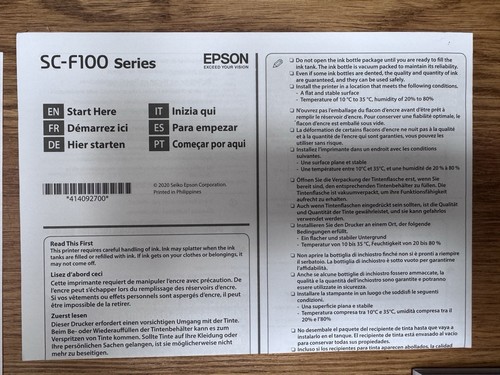 SC-F100 Series
EPSON
EXCEED YOUR VISION
EN Start Here
FR Démarrez ici
DE Hier starten
IT Inizia qui
ES Para empezar
PT Começar por aqui
*414092700*
© 2020 Seiko Epson Corporation.
Printed in Philippines
Read This First
This printer requires careful handling of ink. Ink may splatter when the ink
tanks are filled or refilled with ink. If ink gets on your clothes or belongings, it
may not come off.
Lisez d'abord ceci
Cette imprimante requiert de manipuler l'encre avec précaution. De
l'encre peut s'échapper lors du remplissage des réservoirs d'encre.
Si vos vêtements ou effets personnels sont aspergés d'encre, il peut
être impossible de la retirer.
Zuerst lesen
Dieser Drucker erfordert einen vorsichtigen Umgang mit der Tinte.
Beim Be- oder Wiederauffüllen der Tintenbehälter kann es zum
Verspritzen von Tinte kommen. Sollte Tinte auf Ihre Kleidung oder
Ihre persönlichen Sachen gelangen, ist sie möglicherweise nicht
mehr zu beseitigen.
❏ Do not open the ink bottle package until you are ready to fill the
ink tank. The ink bottle is vacuum packed to maintain its reliability.
❏ Even if some ink bottles are dented, the quality and quantity of ink
are guaranteed, and they can be used safely.
❏ Install the printer in a location that meets the following conditions.
- A flat and stable surface
- Temperature of 10 °C to 35 °C, humidity of 20% to 80%
❏ N'ouvrez pas l'emballage du flacon d'encre avant d'être prêt à
remplir le réservoir d'encre. Pour conserver une fiabilité optimale, le
flacon d'encre est emballé sous vide.
❏ La déformation de certains flacons d'encre ne nuit pas à la qualité
et à la quantité de l'encre qui sont garanties, vous pouvez les
utiliser sans risque.
❏ Installez l'imprimante dans un endroit avec les conditions
suivantes.
- Une surface plane et stable
- Une température entre 10°C et 35°C, et une humidité de 20 % à 80 %
❏ Öffnen Sie die Verpackung der Tintenflasche erst, wenn Sie
bereit sind, den entsprechenden Tintenbehälter zu füllen. Die
Tintenflasche ist vakuumverpackt, um ihre Funktionsfähigkeit
aufrecht zu erhalten.
❏ Auch wenn Tintenflaschen eingedrückt sein sollten, ist die Qualität
und Quantität der Tinte gewährleistet, und sie kann gefahrlos
verwendet werden.
❏ Installieren Sie den Drucker an einem Ort, der folgende
Bedingungen erfüllt.
- Ein flacher und stabiler Untergrund
- Temperatur von 10 bis 35 °C, Feuchtigkeit von 20 bis 80 %
❏ Non aprire la bottiglia di inchiostro finché non si è pronti a riempire
il serbatoio. La bottiglia di inchiostro è sotto vuoto per garantirne
l'affidabilità.
❏ Anche se alcune bottiglie di inchiostro fossero ammaccate, la
qualità e la quantità dell'inchiostro sono garantite e potranno
essere utilizzate in sicurezza.
❏ Installare la stampante in un luogo che soddisfi le seguenti
condizioni.
- Una superficie piana e stabile
- Temperatura compresa tra 10°C e 35°C, umidità compresa tra il
20% e l'80%
❏ No desembale el paquete del recipiente de tinta hasta que vaya a
instalarlo en el tanque. El recipiente de tinta está envasado al vacío
para conservar todas sus propiedades.
❏ Incluso si los recipientes para tinta aparecen abollados, la calidad